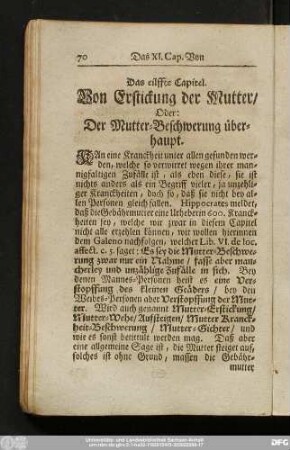 70 Das XI. Cap. Von
Das eilffte Capitel.
Von Erstickung der Mutter/
Oder:
Der Mutter-Beschwerung über-
haupt.
KAn eine Kranckheit unter allen gefunden wer-
den, welche so verwirret wegen ihrer man-
nigfaltigen Zufälle ist, als eben diese, sie ist
nichts anders als ein Begriff vieler, ja unzehli-
ger Kranckheiten, doch so, daß sie nicht bey al-
len Personen gleich fallen. Hippocrates meldet,
daß die Gebährmutter eine Urheberin 600. Kranck-
heiten sey, welche wir zwar in diesem Capitel
nicht alle erzehlen können, wir wollen hierinnen
dem Galeno nachfolgen, welcher Lib. VI. de loc.
affect. c. 5. saget: Es sey die Mutter-Beschwe-
rung zwar nur ein Nahme/ fasse aber man-
cherley und unzählige Zufälle in sich. Bey
denen Mannes-Personen heist es eine Ver-
stopffung des kleinen Geäders/ bey den
Weibes-Personen aber Verstopffung der Mut-
ter. Wird auch genannt Mutter-Erstickung/
Mutter-Wehe/ Auffsteiten/ Mutter Kranck-
heit-Beschwerung/ Mutter-Gichter/ und
wie es sonst benennt werden mag. Daß aber
eine allgemeine Sage ist, die Mutter steiget auf,
solches ist ohne Grund, massen die Gebähr-
mutter